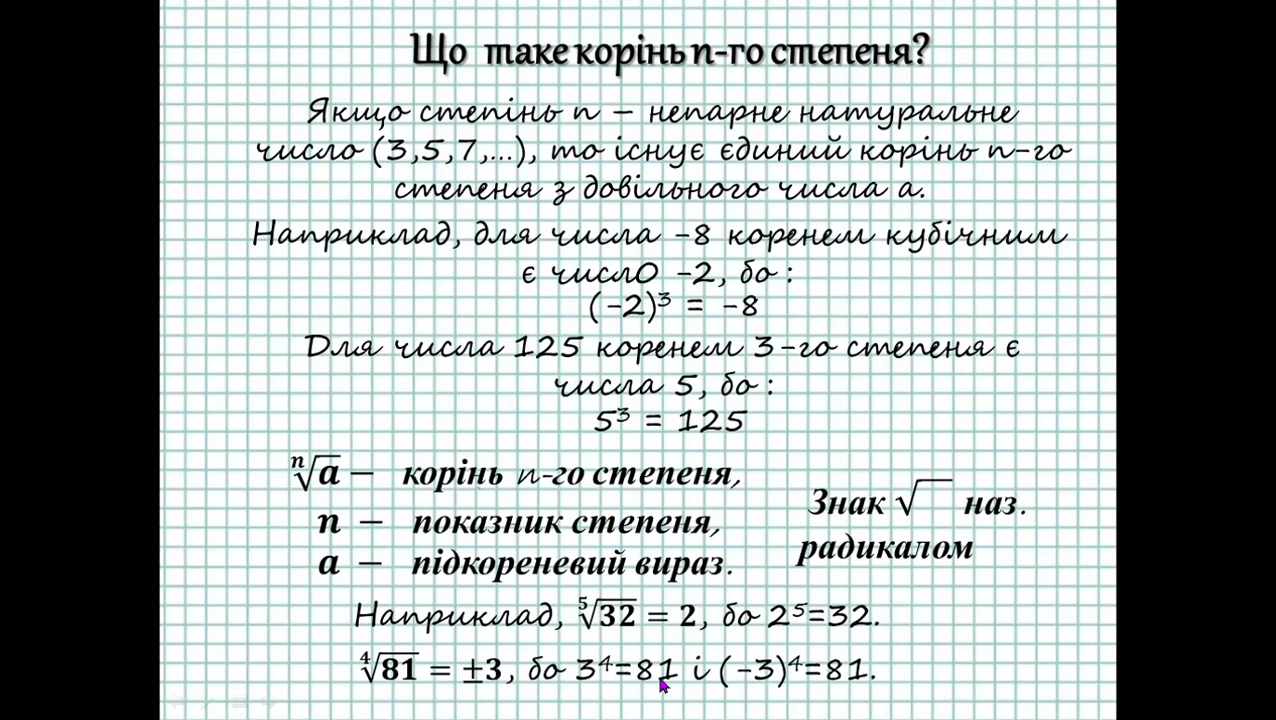 Що таке корінь n-го степеня?
Якщо степінь n – непарне натуральне
число (3,5,7,...), то існує єдиний корінь n-го
степеня з довільного числа а.
Наприклад, для числа -8 коренем кубічним
є числО -2, бо :
(-2)³ = -8
Для числа 125 коренем 3-го степеня є
числа 5, бо :
5³ = 125
ⁿ√a — корінь n-го степеня,
n — показник степеня,
a — підкореневий вираз.
Знак √ наз.
радикалом
Наприклад, ⁵√32 = 2, бо 2⁵=32.
⁴√81 = ±3, бо 3⁴=81 і (-3)⁴=81.